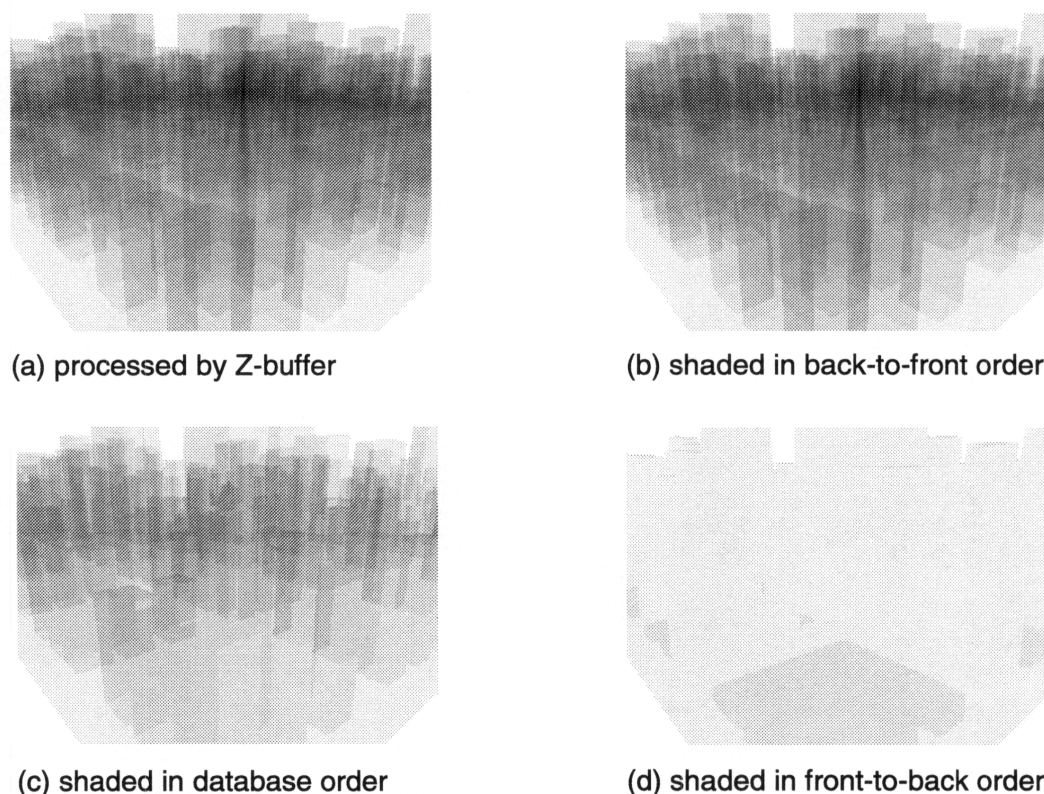 (a) processed by Z-buffer
(b) shaded in back-to-front order
(c) shaded in database order
(d) shaded in front-to-back order